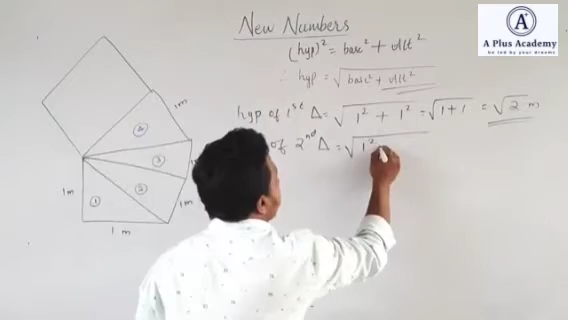 New Numbers
(hyp)² = base² + alt²
∴ hyp = √base² + alt²
hyp of 1st Δ = √1² + 1² = √1+1 = √2 m
of 2nd Δ = √1²
A+
A Plus Academy
be led by your dreams
1m
4
3
2
1
1m
1m
1m
1m